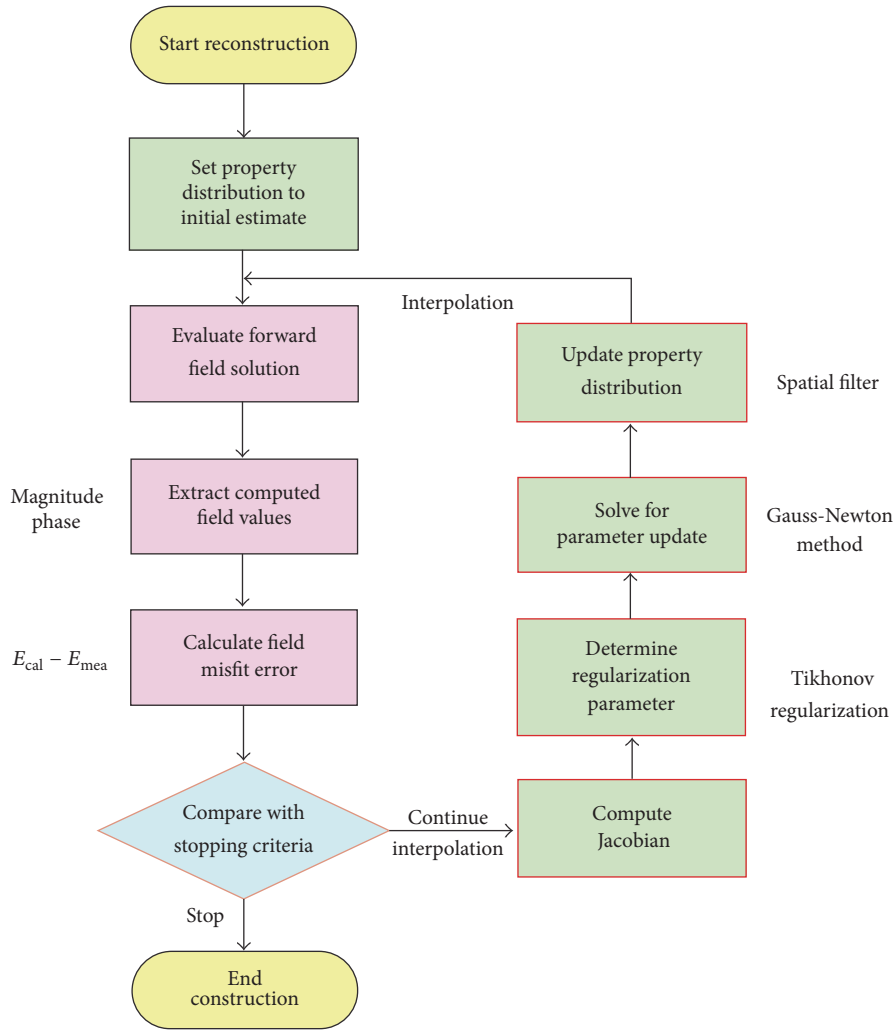 Start reconstruction
Set property
distribution to
initial estimate
Interpolation
Evaluate forward
field solution
Update property
distribution
Spatial filter
Magnitude
phase
Extract computed
field values
Solve for
parameter update
Gauss-Newton
method
E_cal − E_mea
Calculate field
misfit error
Determine
regularization
parameter
Tikhonov
regularization
Compare with
stopping criteria
Continue
interpolation
Compute
Jacobian
Stop
End
construction